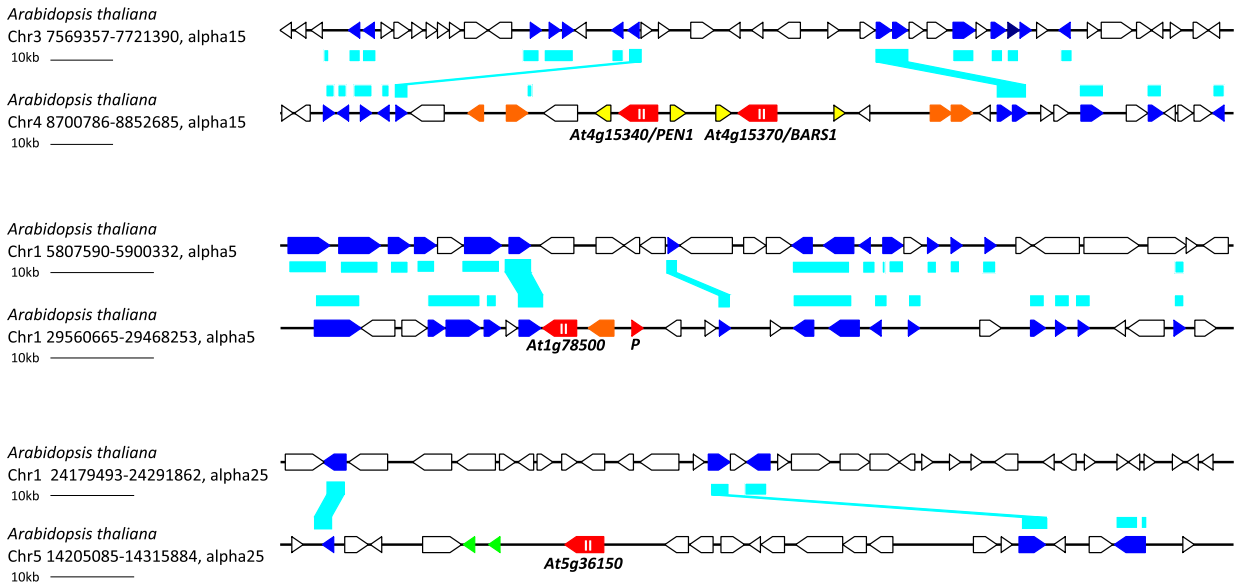 Arabidopsis thaliana
Chr3 7569357-7721390, alpha15
10kb
Arabidopsis thaliana
Chr4 8700786-8852685, alpha15
10kb
II
II
At4g15340/PEN1
At4g15370/BARS1
Arabidopsis thaliana
Chr1 5807590-5900332, alpha5
10kb
Arabidopsis thaliana
Chr1 29560665-29468253, alpha5
10kb
II
At1g78500
P
Arabidopsis thaliana
Chr1 24179493-24291862, alpha25
10kb
Arabidopsis thaliana
Chr5 14205085-14315884, alpha25
10kb
II
At5g36150